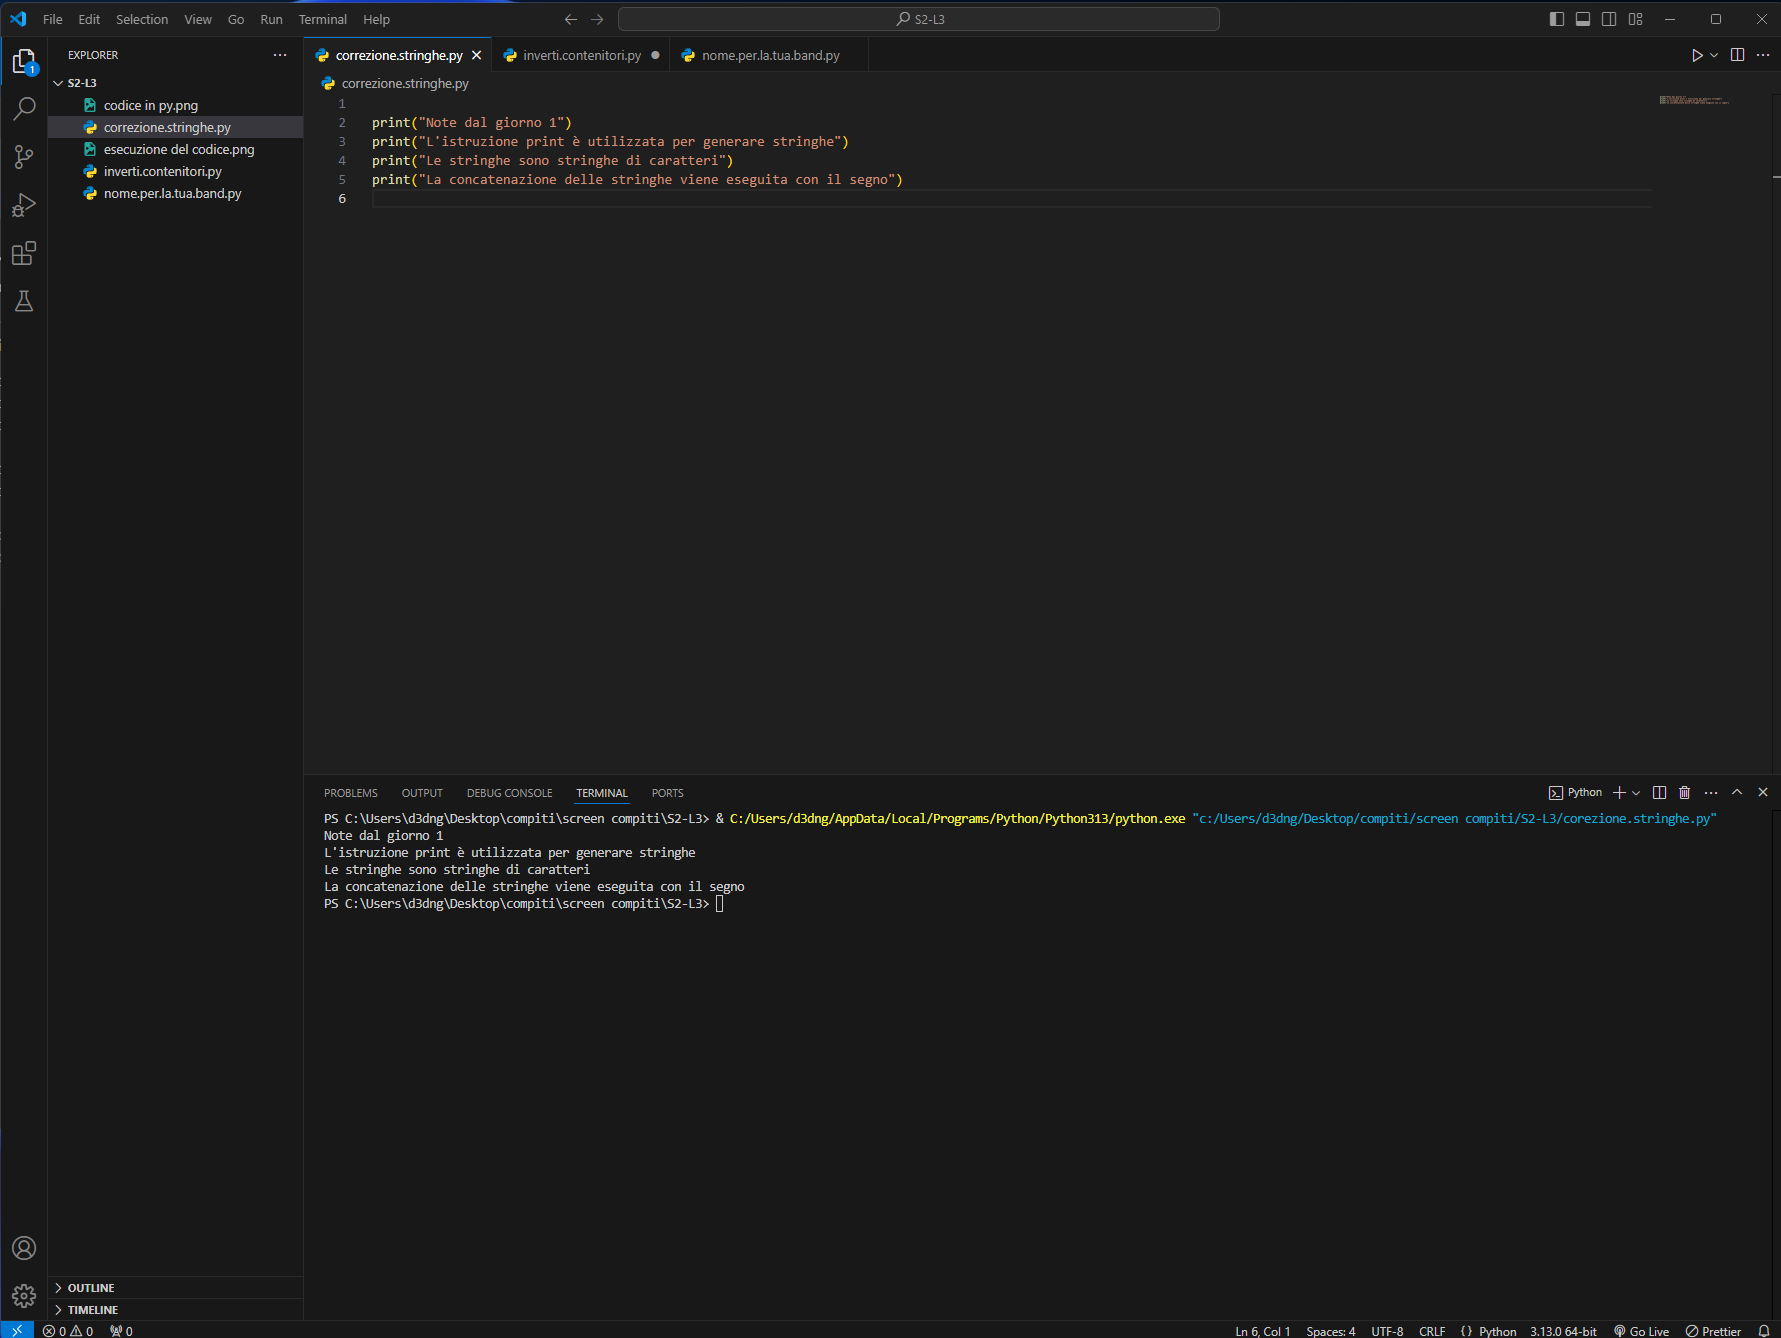 File Edit Selection View Go Run Terminal Help
S2-L3
EXPLORER
S2-L3
codice in py.png
correzione.stringhe.py
esecuzione del codice.png
inverti.contenitori.py
nome.per.la.tua.band.py
OUTLINE
TIMELINE
correzione.stringhe.py inverti.contenitori.py nome.per.la.tua.band.py
correzione.stringhe.py
1
2 print("Note dal giorno 1")
3 print("L'istruzione print è utilizzata per generare stringhe")
4 print("Le stringhe sono stringhe di caratteri")
5 print("La concatenazione delle stringhe viene eseguita con il segno")
6
PROBLEMS OUTPUT DEBUG CONSOLE TERMINAL PORTS
Python
PS C:\Users\d3dng\Desktop\compiti\screen compiti\S2-L3> & C:/Users/d3dng/AppData/Local/Programs/Python/Python313/python.exe "c:/Users/d3dng/Desktop/compiti/screen compiti/S2-L3/corezione.stringhe.py"
Note dal giorno 1
L'istruzione print è utilizzata per generare stringhe
Le stringhe sono stringhe di caratteri
La concatenazione delle stringhe viene eseguita con il segno
PS C:\Users\d3dng\Desktop\compiti\screen compiti\S2-L3>
1
0 0 0
Ln 6, Col 1 Spaces: 4 UTF-8 CRLF {} Python 3.13.0 64-bit Go Live Prettier